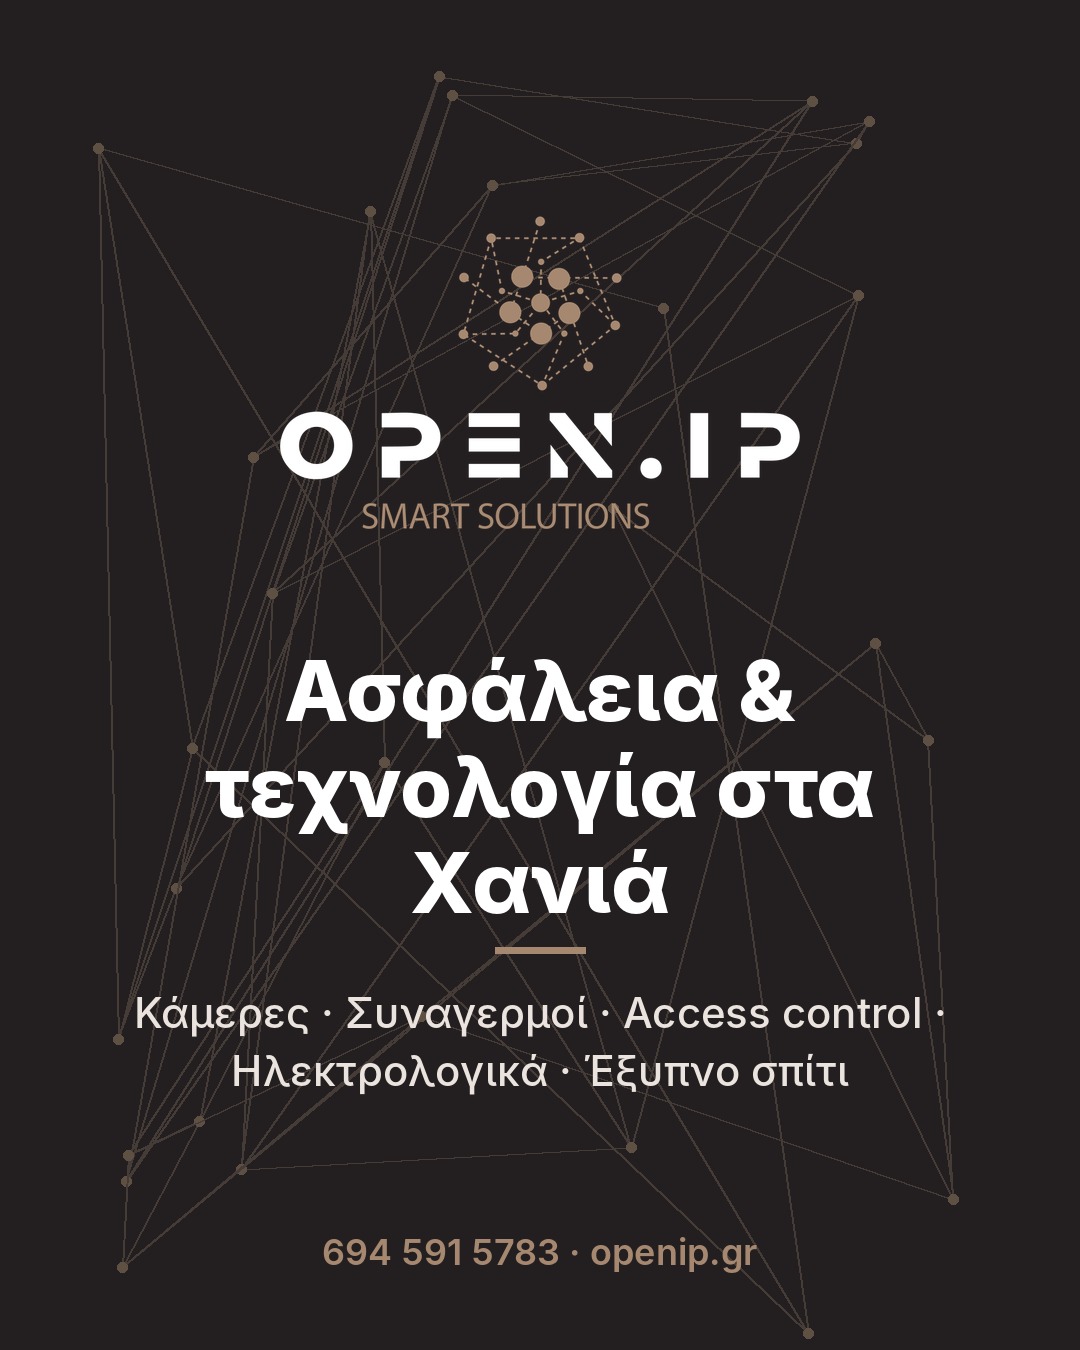 OPEN.IP
SMART SOLUTIONS
Ασφάλεια &
τεχνολογία στα
Χανιά
Κάμερες · Συναγερμοί · Access control ·
Ηλεκτρολογικά · Έξυπνο σπίτι
694 591 5783 · openip.gr